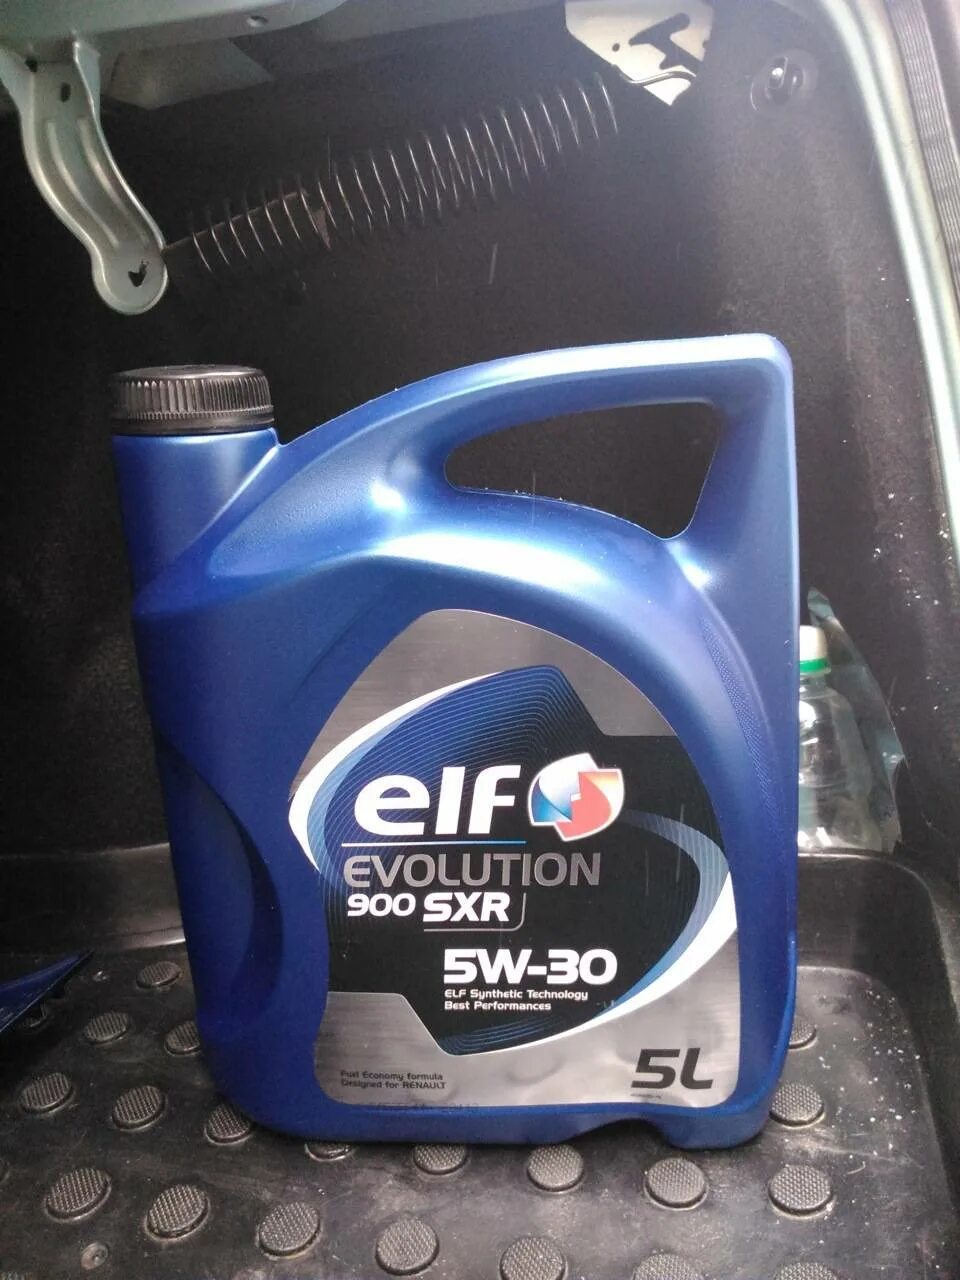 elf
EVOLUTION
900 SXR
5W-30
ELF Synthetic Technology
Best Performances
Fuel Economy formula
Designed for RENAULT
5L